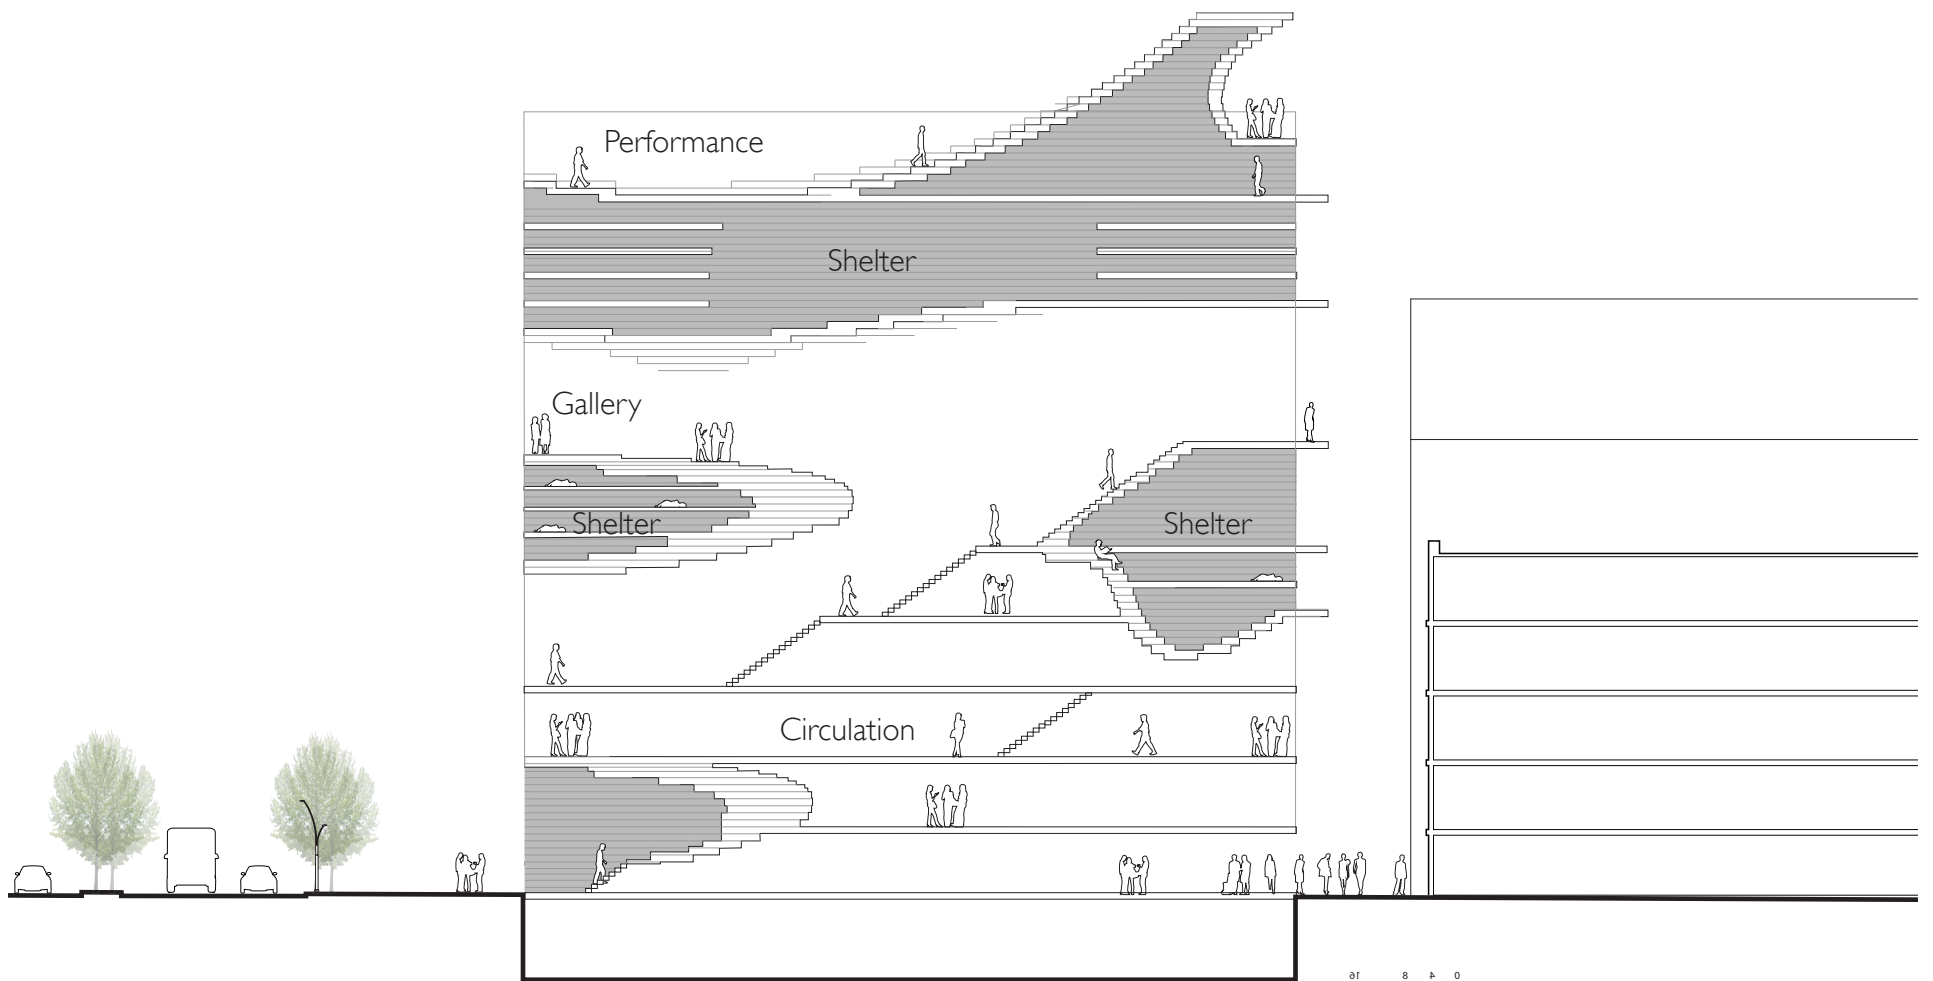 Performance
Shelter
Gallery
Shelter
Shelter
Circulation
16 8 4 0